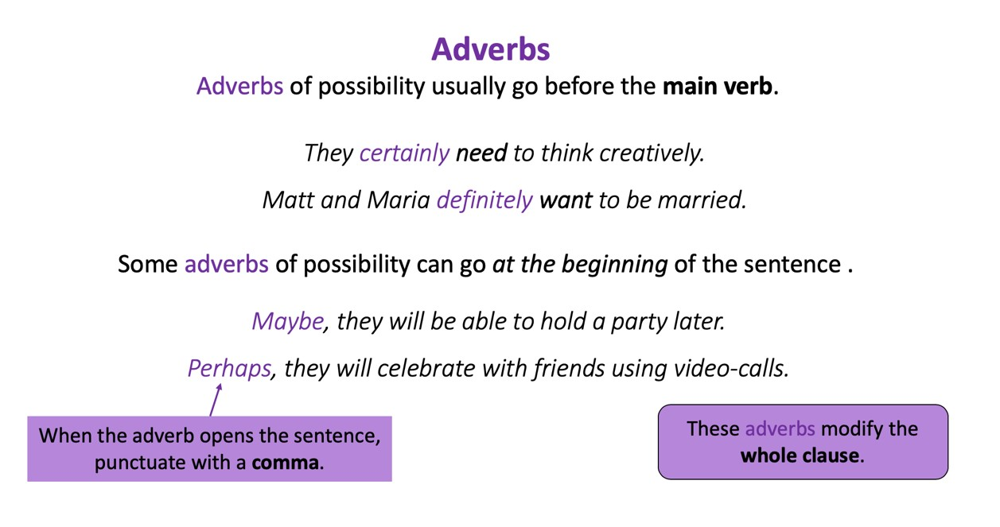 Adverbs
Adverbs of possibility usually go before the main verb.
They certainly need to think creatively.
Matt and Maria definitely want to be married.
Some adverbs of possibility can go at the beginning of the sentence .
Maybe, they will be able to hold a party later.
Perhaps, they will celebrate with friends using video-calls.
When the adverb opens the sentence,
punctuate with a comma.
These adverbs modify the
whole clause.